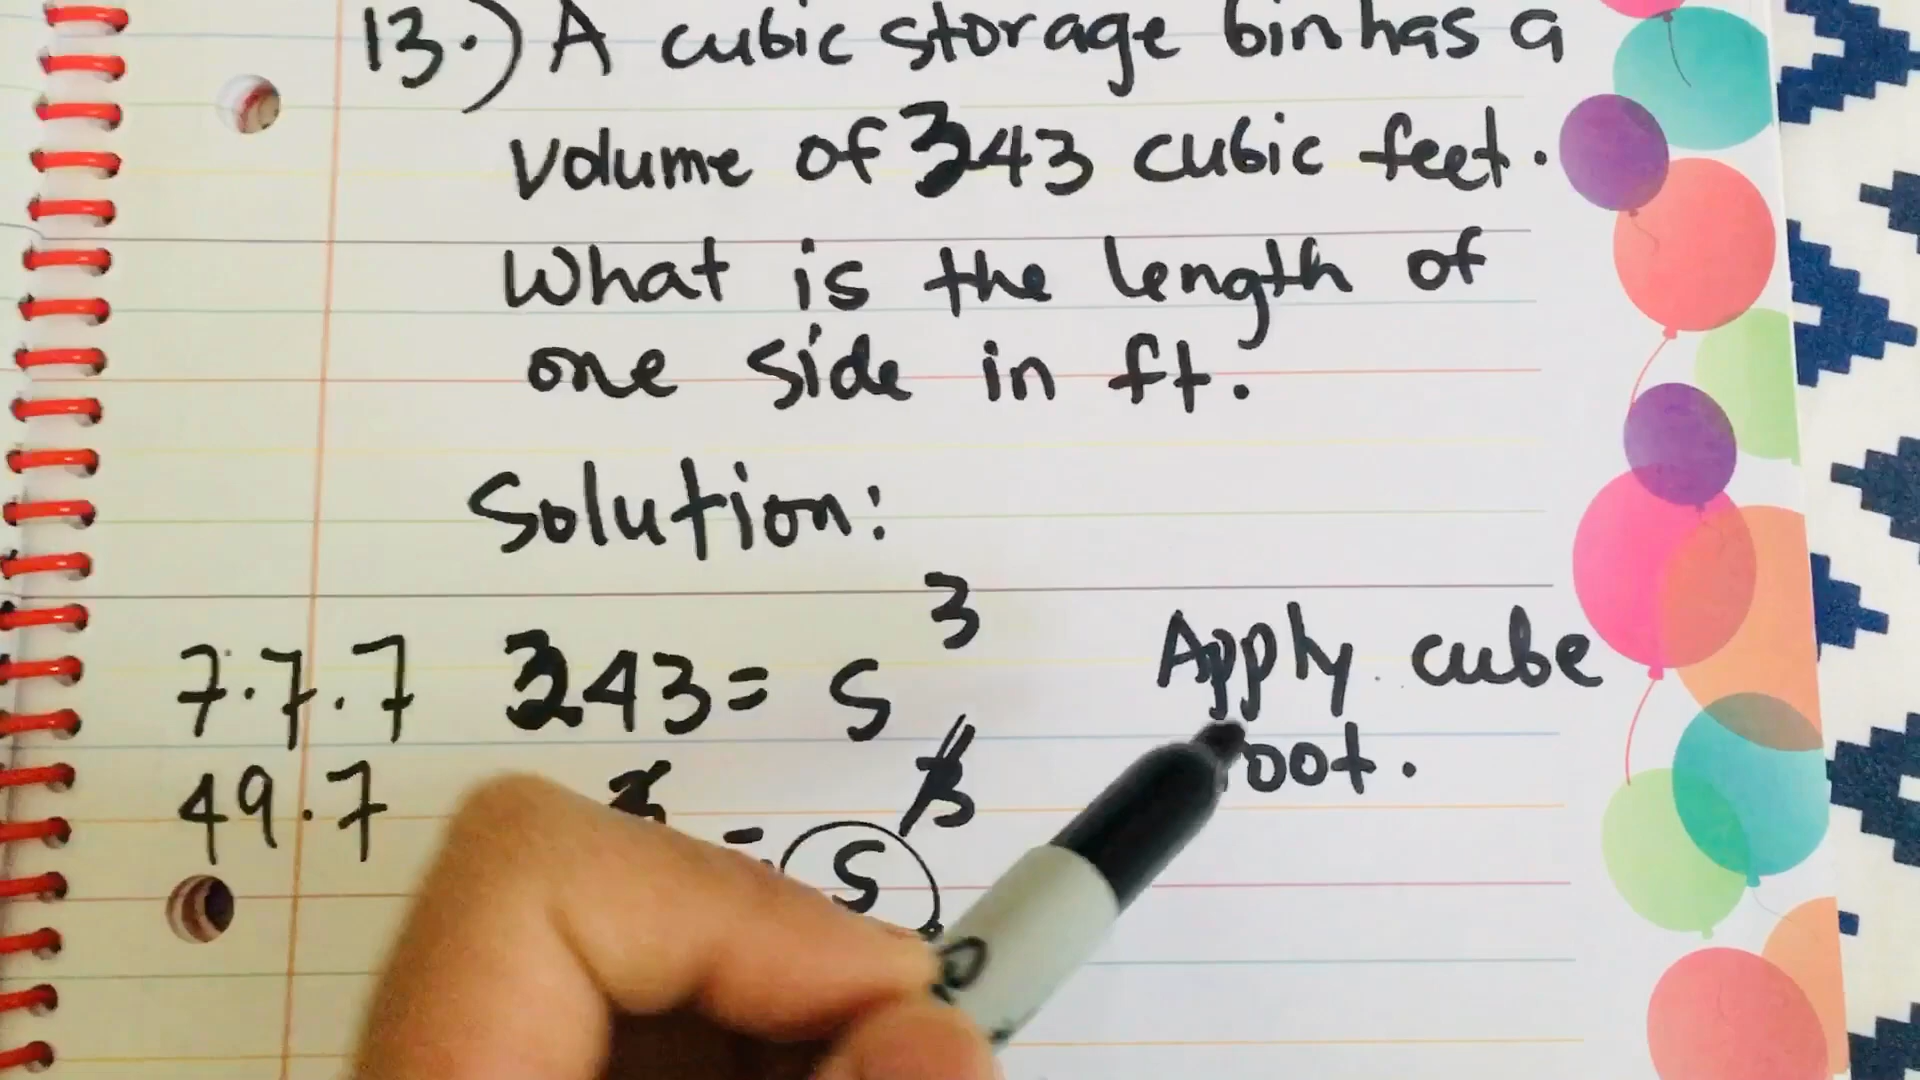 13.) A cubic storage bin has a
volume of 343 cubic feet.
What is the length of
one side in ft.
Solution:
7.7.7 343 = s³ Apply cube
root.
49.7 = s